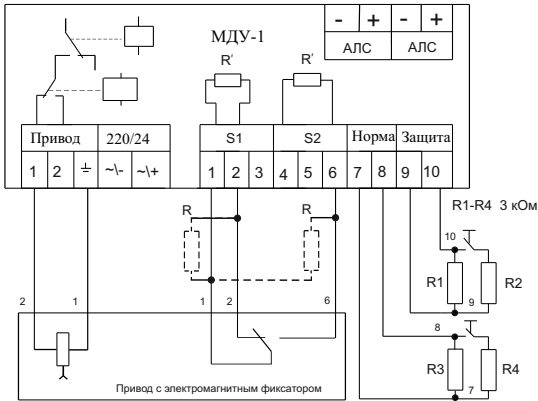 - + - +
МДУ-1
АЛС АЛС
R' R'
Привод 220/24 S1 S2 Норма Защита
1 2 ~\- ~\+ 1 2 3 4 5 6 7 8 9 10
R1-R4 3 кОм
R R
10
R1 R2
9
2 1 1 2 6
8
R3 R4
7
Привод с электромагнитным фиксатором